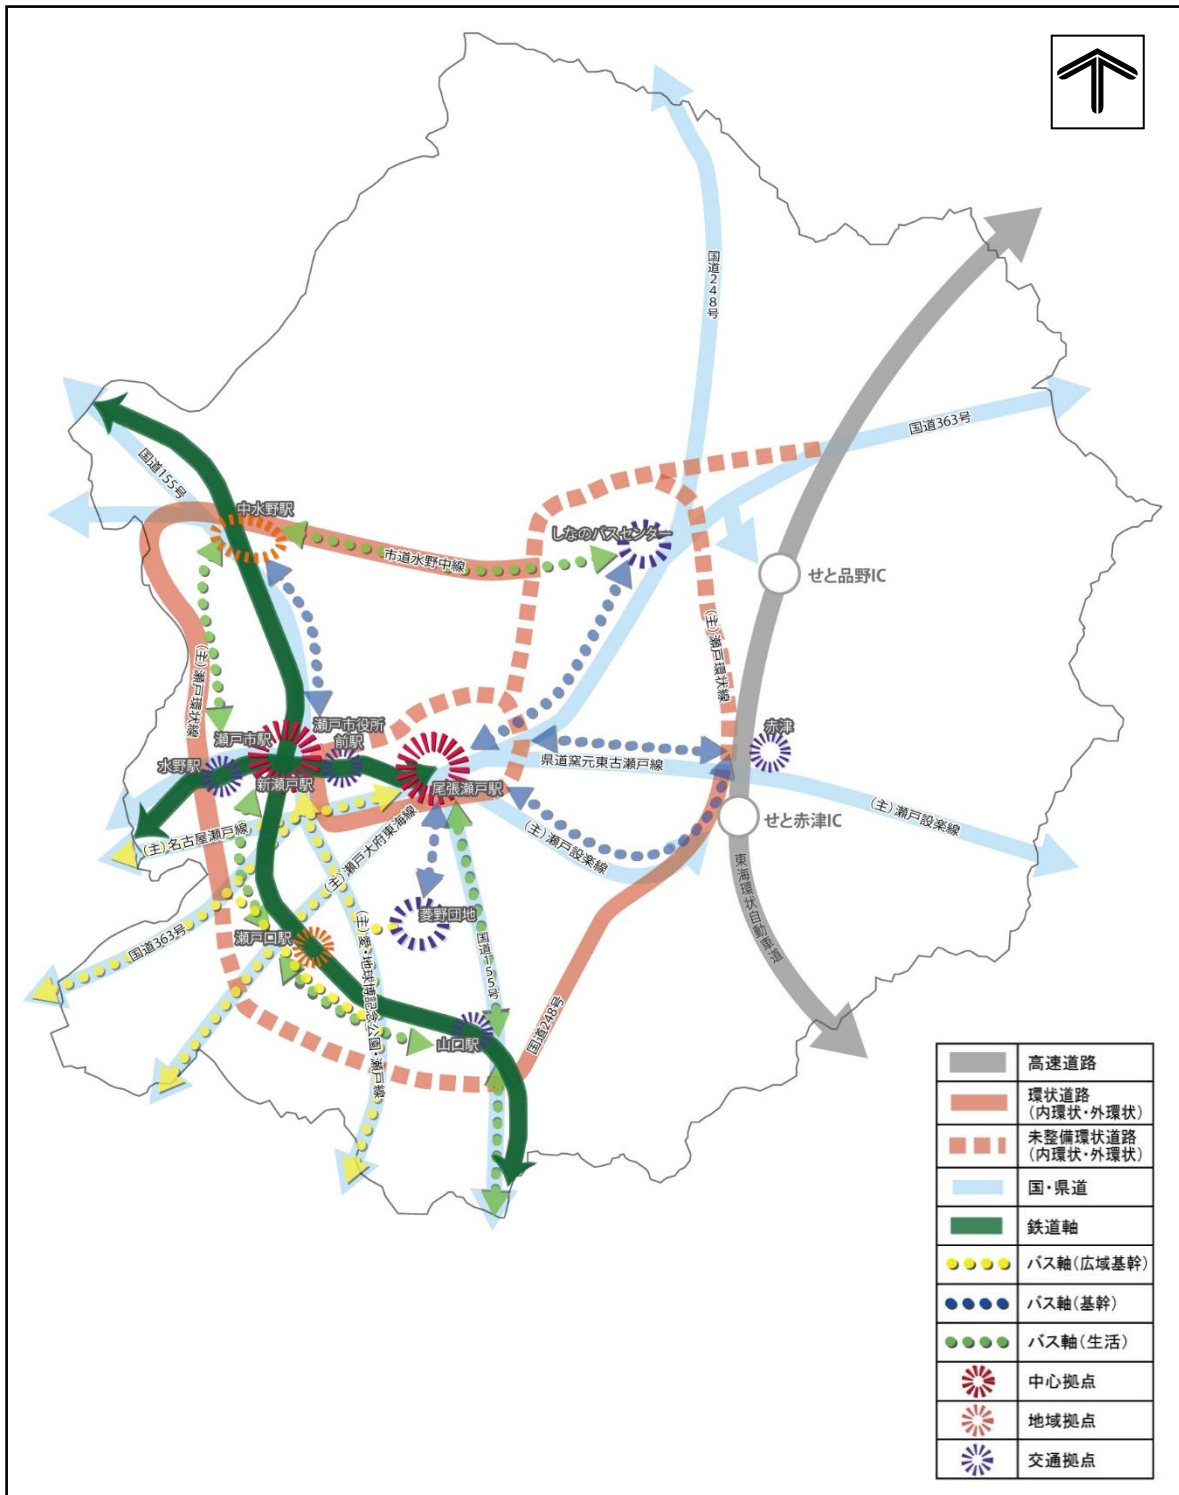 国道248号
国道363号
国道155号
中水野駅
しなのバスセンター
市道水野中線
せと品野IC
(主)瀬戸環状線
(主)瀬戸環状線
瀬戸市役所
前駅
瀬戸市駅
赤津
水野駅
新瀬戸駅
尾張瀬戸駅
県道窯元東古瀬戸線
(主)瀬戸設楽線
せと赤津IC
(主)名古屋瀬戸線
(主)瀬戸大府東海線
(主)瀬戸設楽線
東海環状自動車道
菱野団地
瀬戸口駅
国道363号
(主)愛・地球博記念公園・瀬戸線
国道155号
国道248号
山口駅
高速道路
環状道路
(内環状・外環状)
未整備環状道路
(内環状・外環状)
国・県道
鉄道軸
バス軸(広域基幹)
バス軸(基幹)
バス軸(生活)
中心拠点
地域拠点
交通拠点